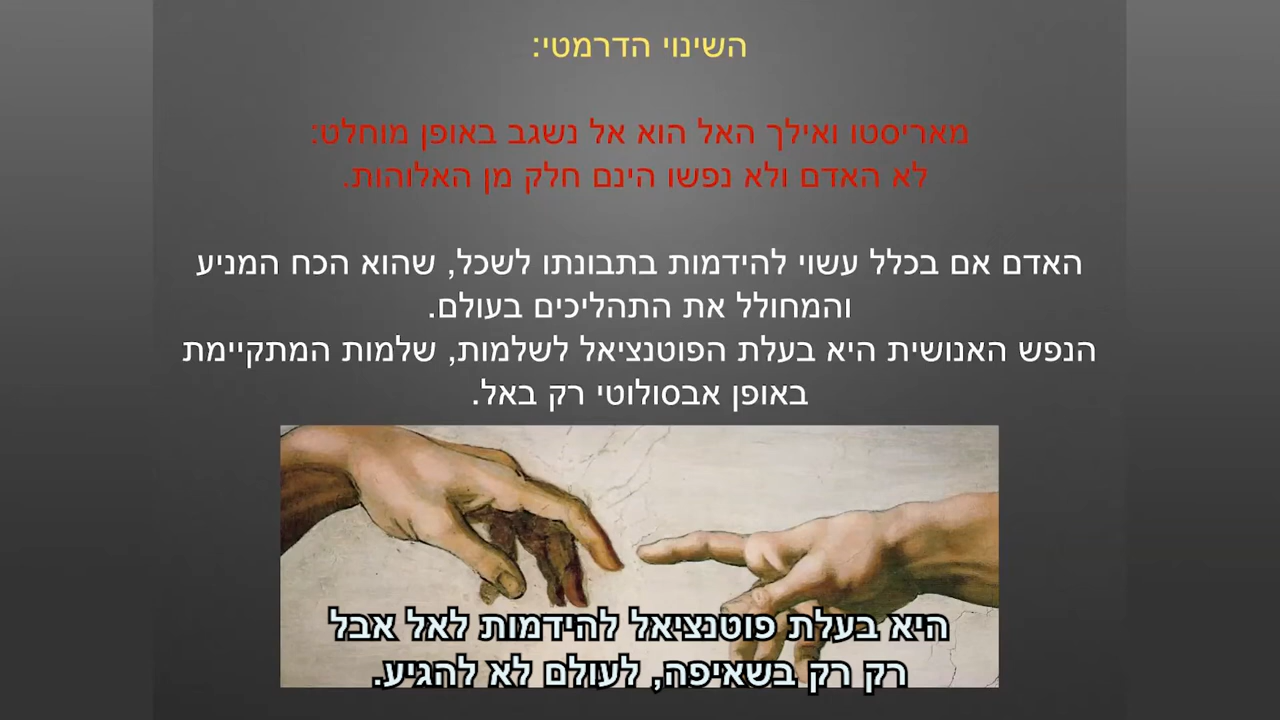 השינוי הדרמטי:
מאריסטו ואילך האל הוא אל נשגב באופן מוחלט:
לא האדם ולא נפשו הינם חלק מן האלוהות.
האדם אם בכלל עשוי להידמות בתבונתו לשכל, שהוא הכח המניע
והמחולל את התהליכים בעולם.
הנפש האנושית היא בעלת הפוטנציאל לשלמות, שלמות המתקיימת
באופן אבסולוטי רק באל.
היא בעלת פוטנציאל להידמות לאל אבל
רק רק בשאיפה, לעולם לא להגיע.